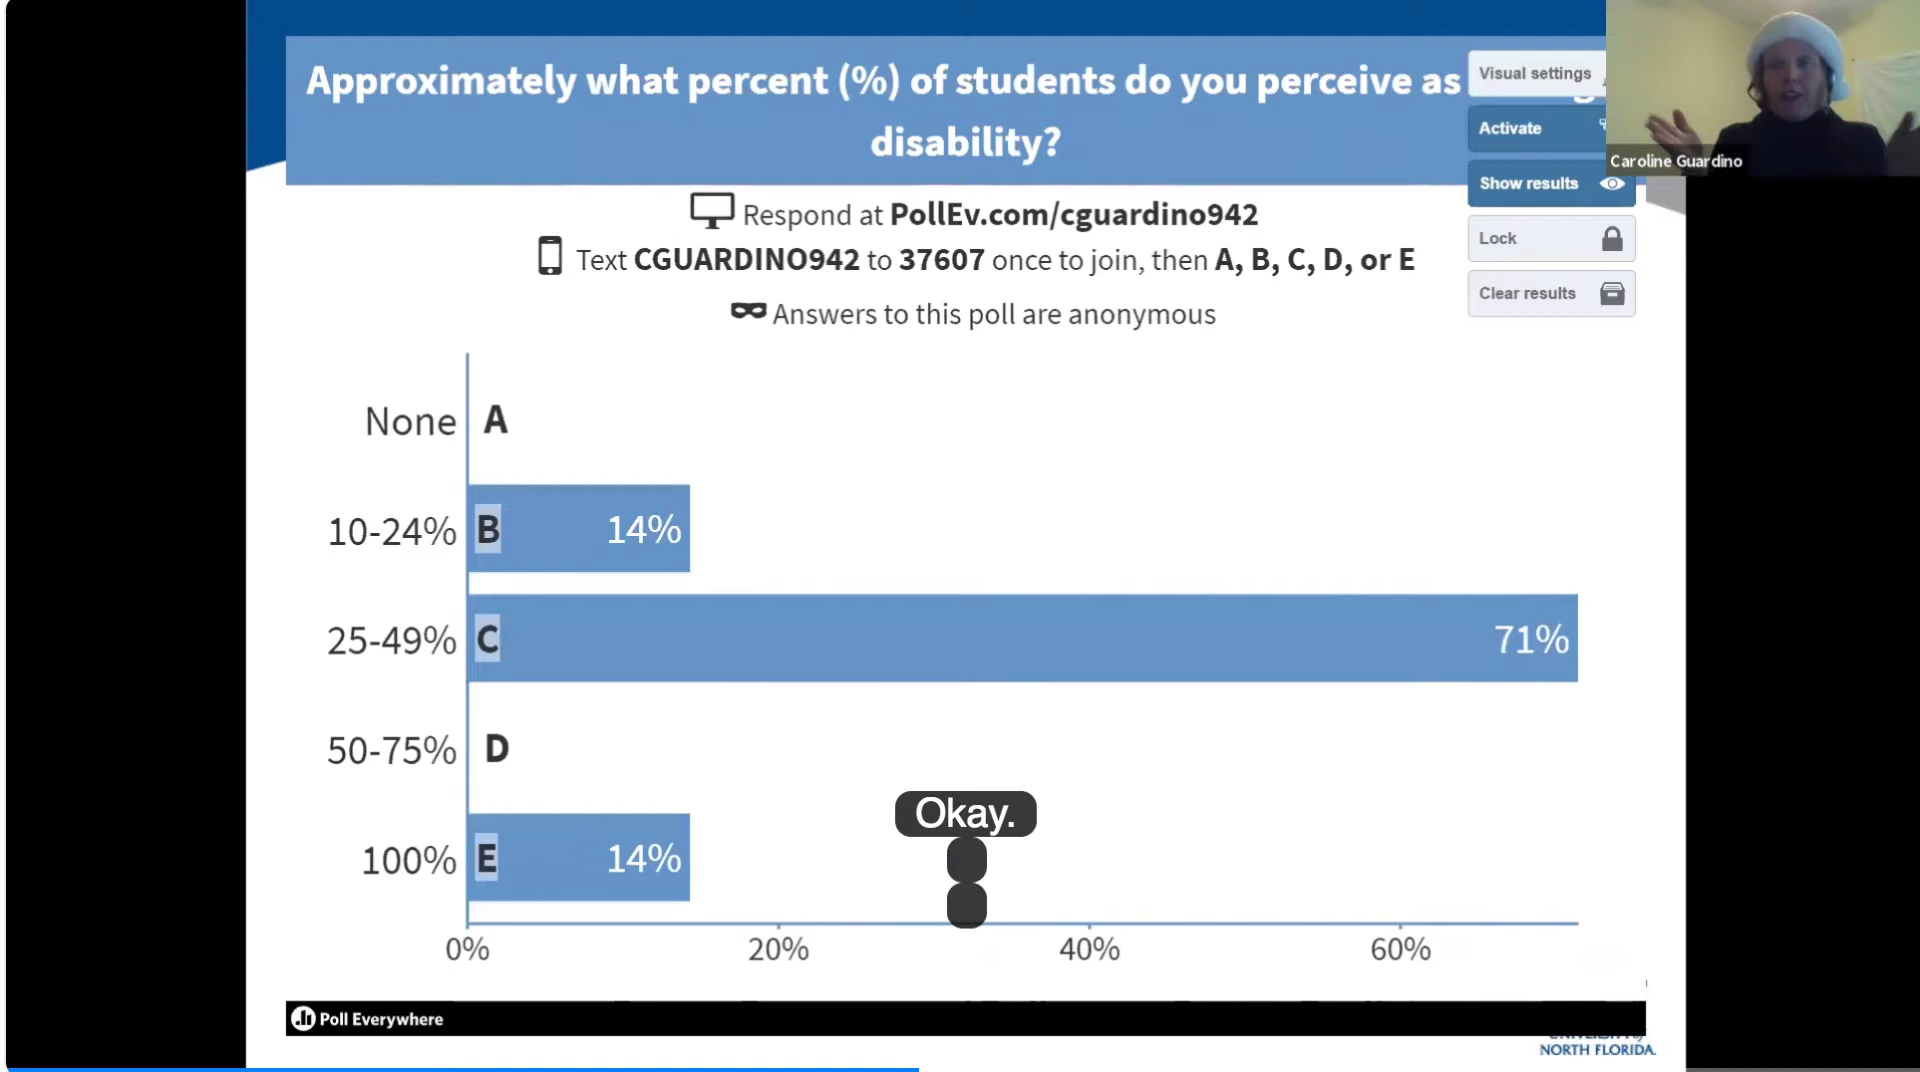 Approximately what percent (%) of students do you perceive as
disability?
Visual settings
Activate
Show results
Lock
Clear results
Caroline Guardino
Respond at PollEv.com/cguardino942
Text CGUARDINO942 to 37607 once to join, then A, B, C, D, or E
Answers to this poll are anonymous
None A
10-24% B 14%
25-49% C 71%
50-75% D
100% E 14%
Okay.
0% 20% 40% 60%
Poll Everywhere
NORTH FLORIDA.